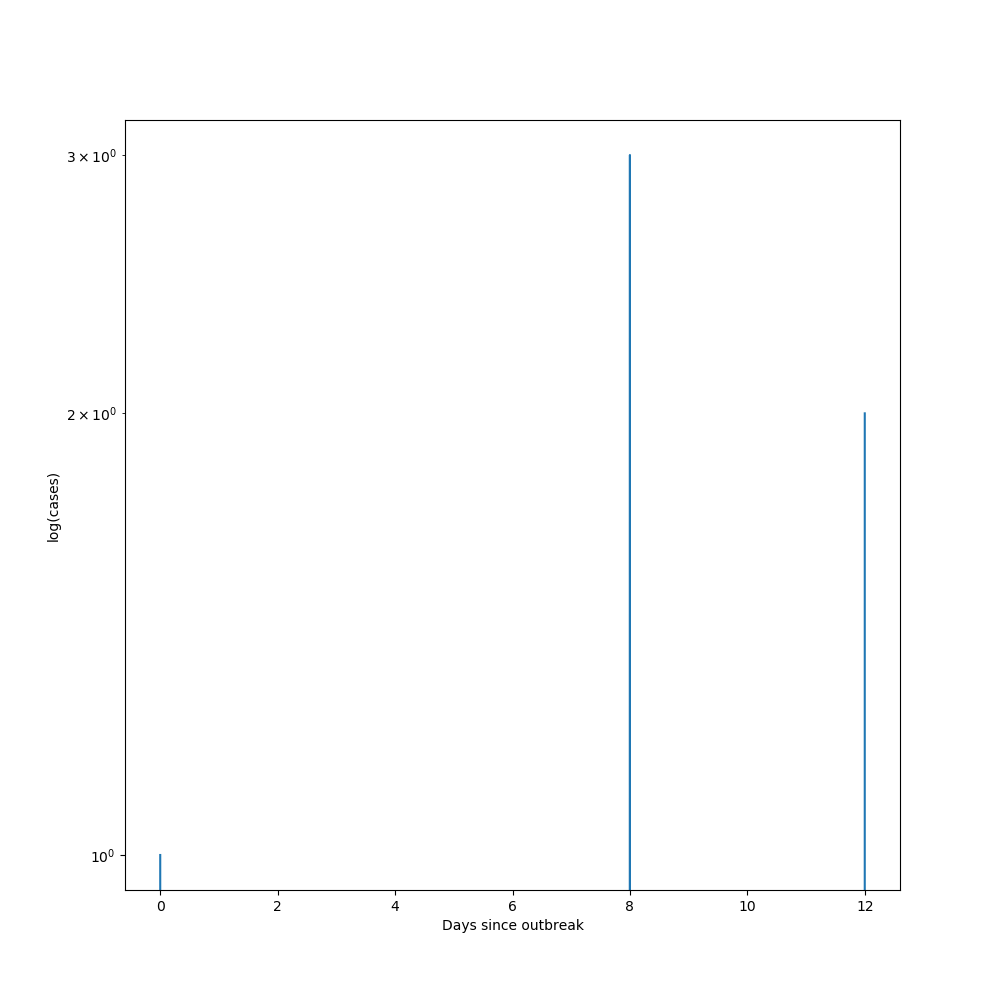 3 × 10⁰
2 × 10⁰
10⁰
log(cases)
0 2 4 6 8 10 12
Days since outbreak